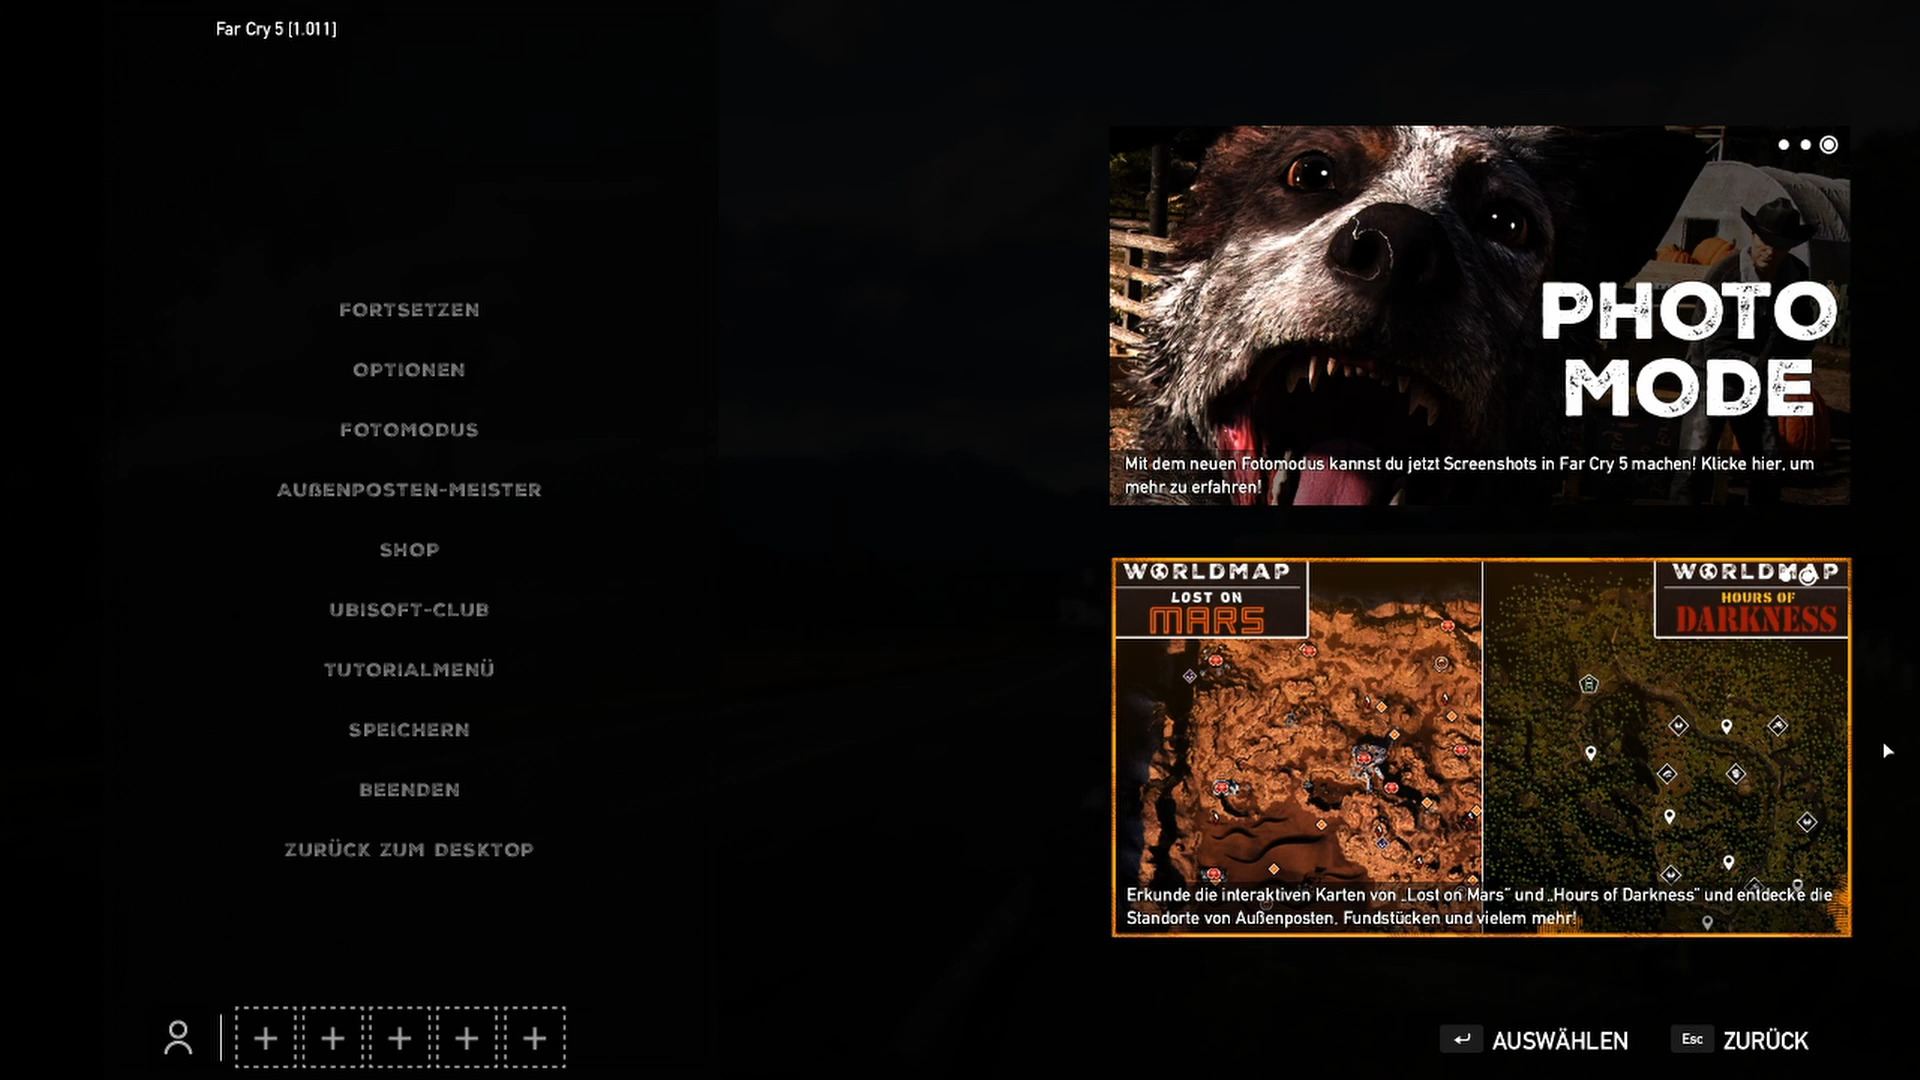 Far Cry 5 [1.011]
FORTSETZEN
OPTIONEN
FOTOMODUS
AUßENPOSTEN-MEISTER
SHOP
UBISOFT-CLUB
TUTORIALMENÜ
SPEICHERN
BEENDEN
ZURÜCK ZUM DESKTOP
PHOTO
MODE
Mit dem neuen Fotomodus kannst du jetzt Screenshots in Far Cry 5 machen! Klicke hier, um
mehr zu erfahren!
WORLDMAP
LOST ON
MARS
WORLDMAP
HOURS OF
DARKNESS
Erkunde die interaktiven Karten von „Lost on Mars" und „Hours of Darkness" und entdecke die
Standorte von Außenposten, Fundstücken und vielem mehr!
AUSWÄHLEN
Esc ZURÜCK